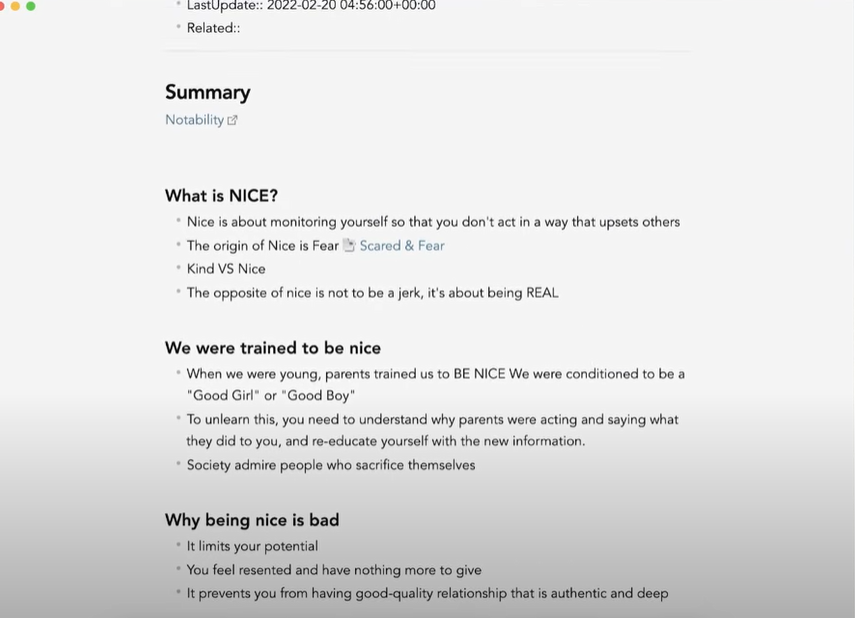 LastUpdate:: 2022-02-20 04:56:00+00:00
Related::
Summary
Notability
What is NICE?
Nice is about monitoring yourself so that you don't act in a way that upsets others
The origin of Nice is Fear Scared & Fear
Kind VS Nice
The opposite of nice is not to be a jerk, it's about being REAL
We were trained to be nice
When we were young, parents trained us to BE NICE We were conditioned to be a
"Good Girl" or "Good Boy"
To unlearn this, you need to understand why parents were acting and saying what
they did to you, and re-educate yourself with the new information.
Society admire people who sacrifice themselves
Why being nice is bad
It limits your potential
You feel resented and have nothing more to give
It prevents you from having good-quality relationship that is authentic and deep